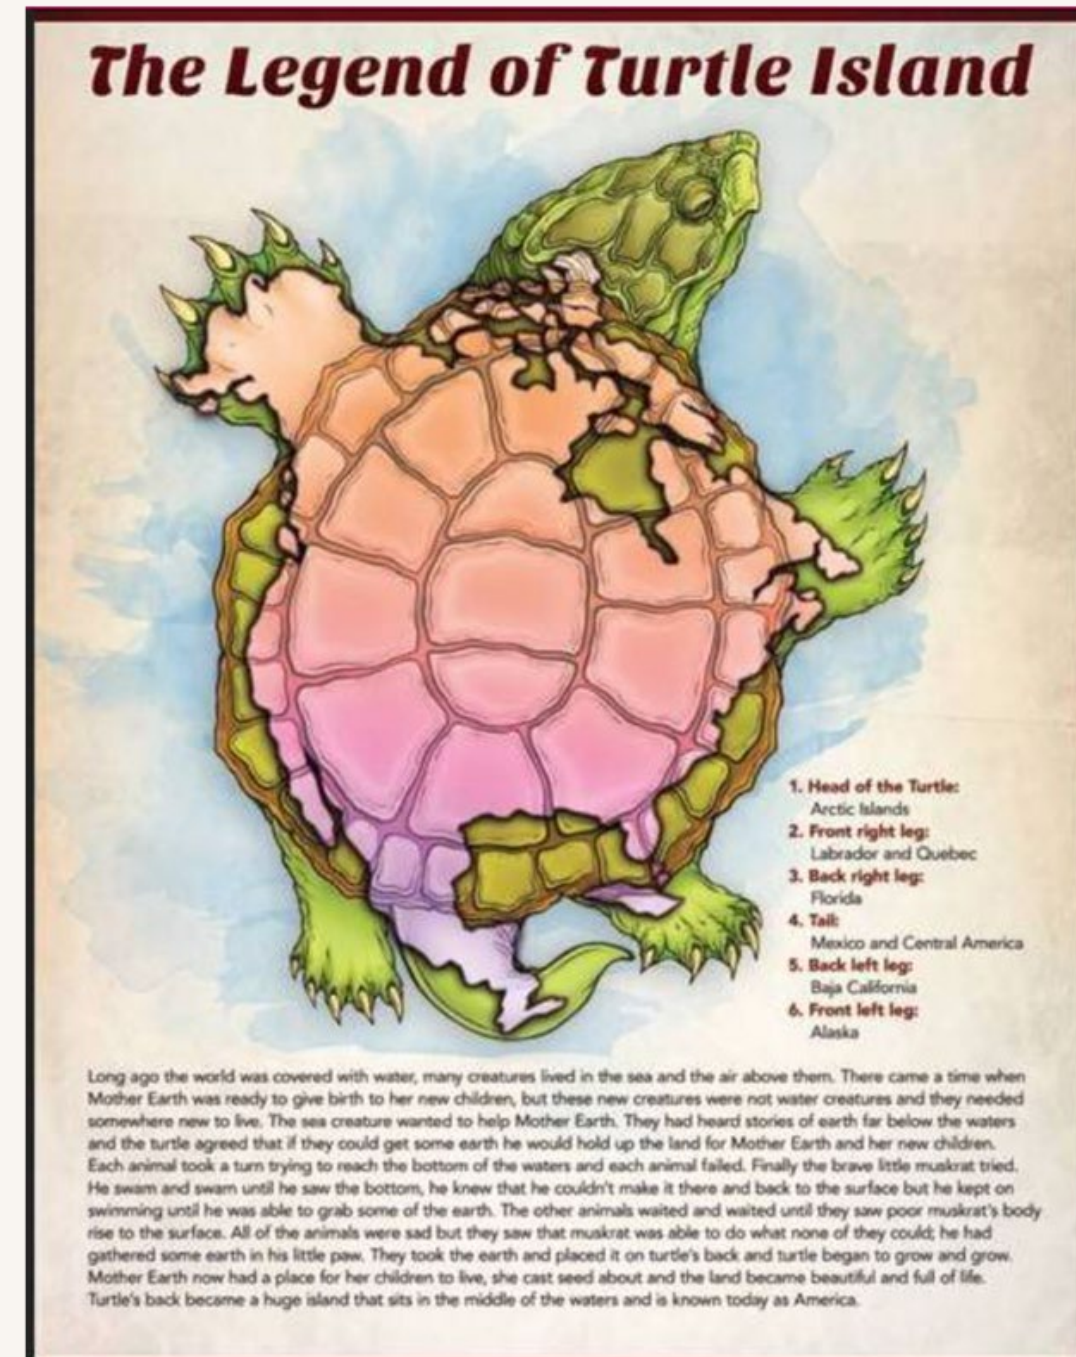 The Legend of Turtle Island
1. Head of the Turtle:
Arctic Islands
2. Front right leg:
Labrador and Quebec
3. Back right leg:
Florida
4. Tail:
Mexico and Central America
5. Back left leg:
Baja California
6. Front left leg:
Alaska
Long ago the world was covered with water, many creatures lived in the sea and the air above them. There came a time when
Mother Earth was ready to give birth to her new children, but these new creatures were not water creatures and they needed
somewhere new to live. The sea creature wanted to help Mother Earth. They had heard stories of earth far below the waters
and the turtle agreed that if they could get some earth he would hold up the land for Mother Earth and her new children.
Each animal took a turn trying to reach the bottom of the waters and each animal failed. Finally the brave little muskrat tried.
He swam and swam until he saw the bottom, he knew that he couldn't make it there and back to the surface but he kept on
swimming until he was able to grab some of the earth. The other animals waited and waited until they saw poor muskrat's body
rise to the surface. All of the animals were sad but they saw that muskrat was able to do what none of they could; he had
gathered some earth in his little paw. They took the earth and placed it on turtle's back and turtle began to grow and grow.
Mother Earth now had a place for her children to live, she cast seed about and the land became beautiful and full of life.
Turtle's back became a huge island that sits in the middle of the waters and is known today as America.